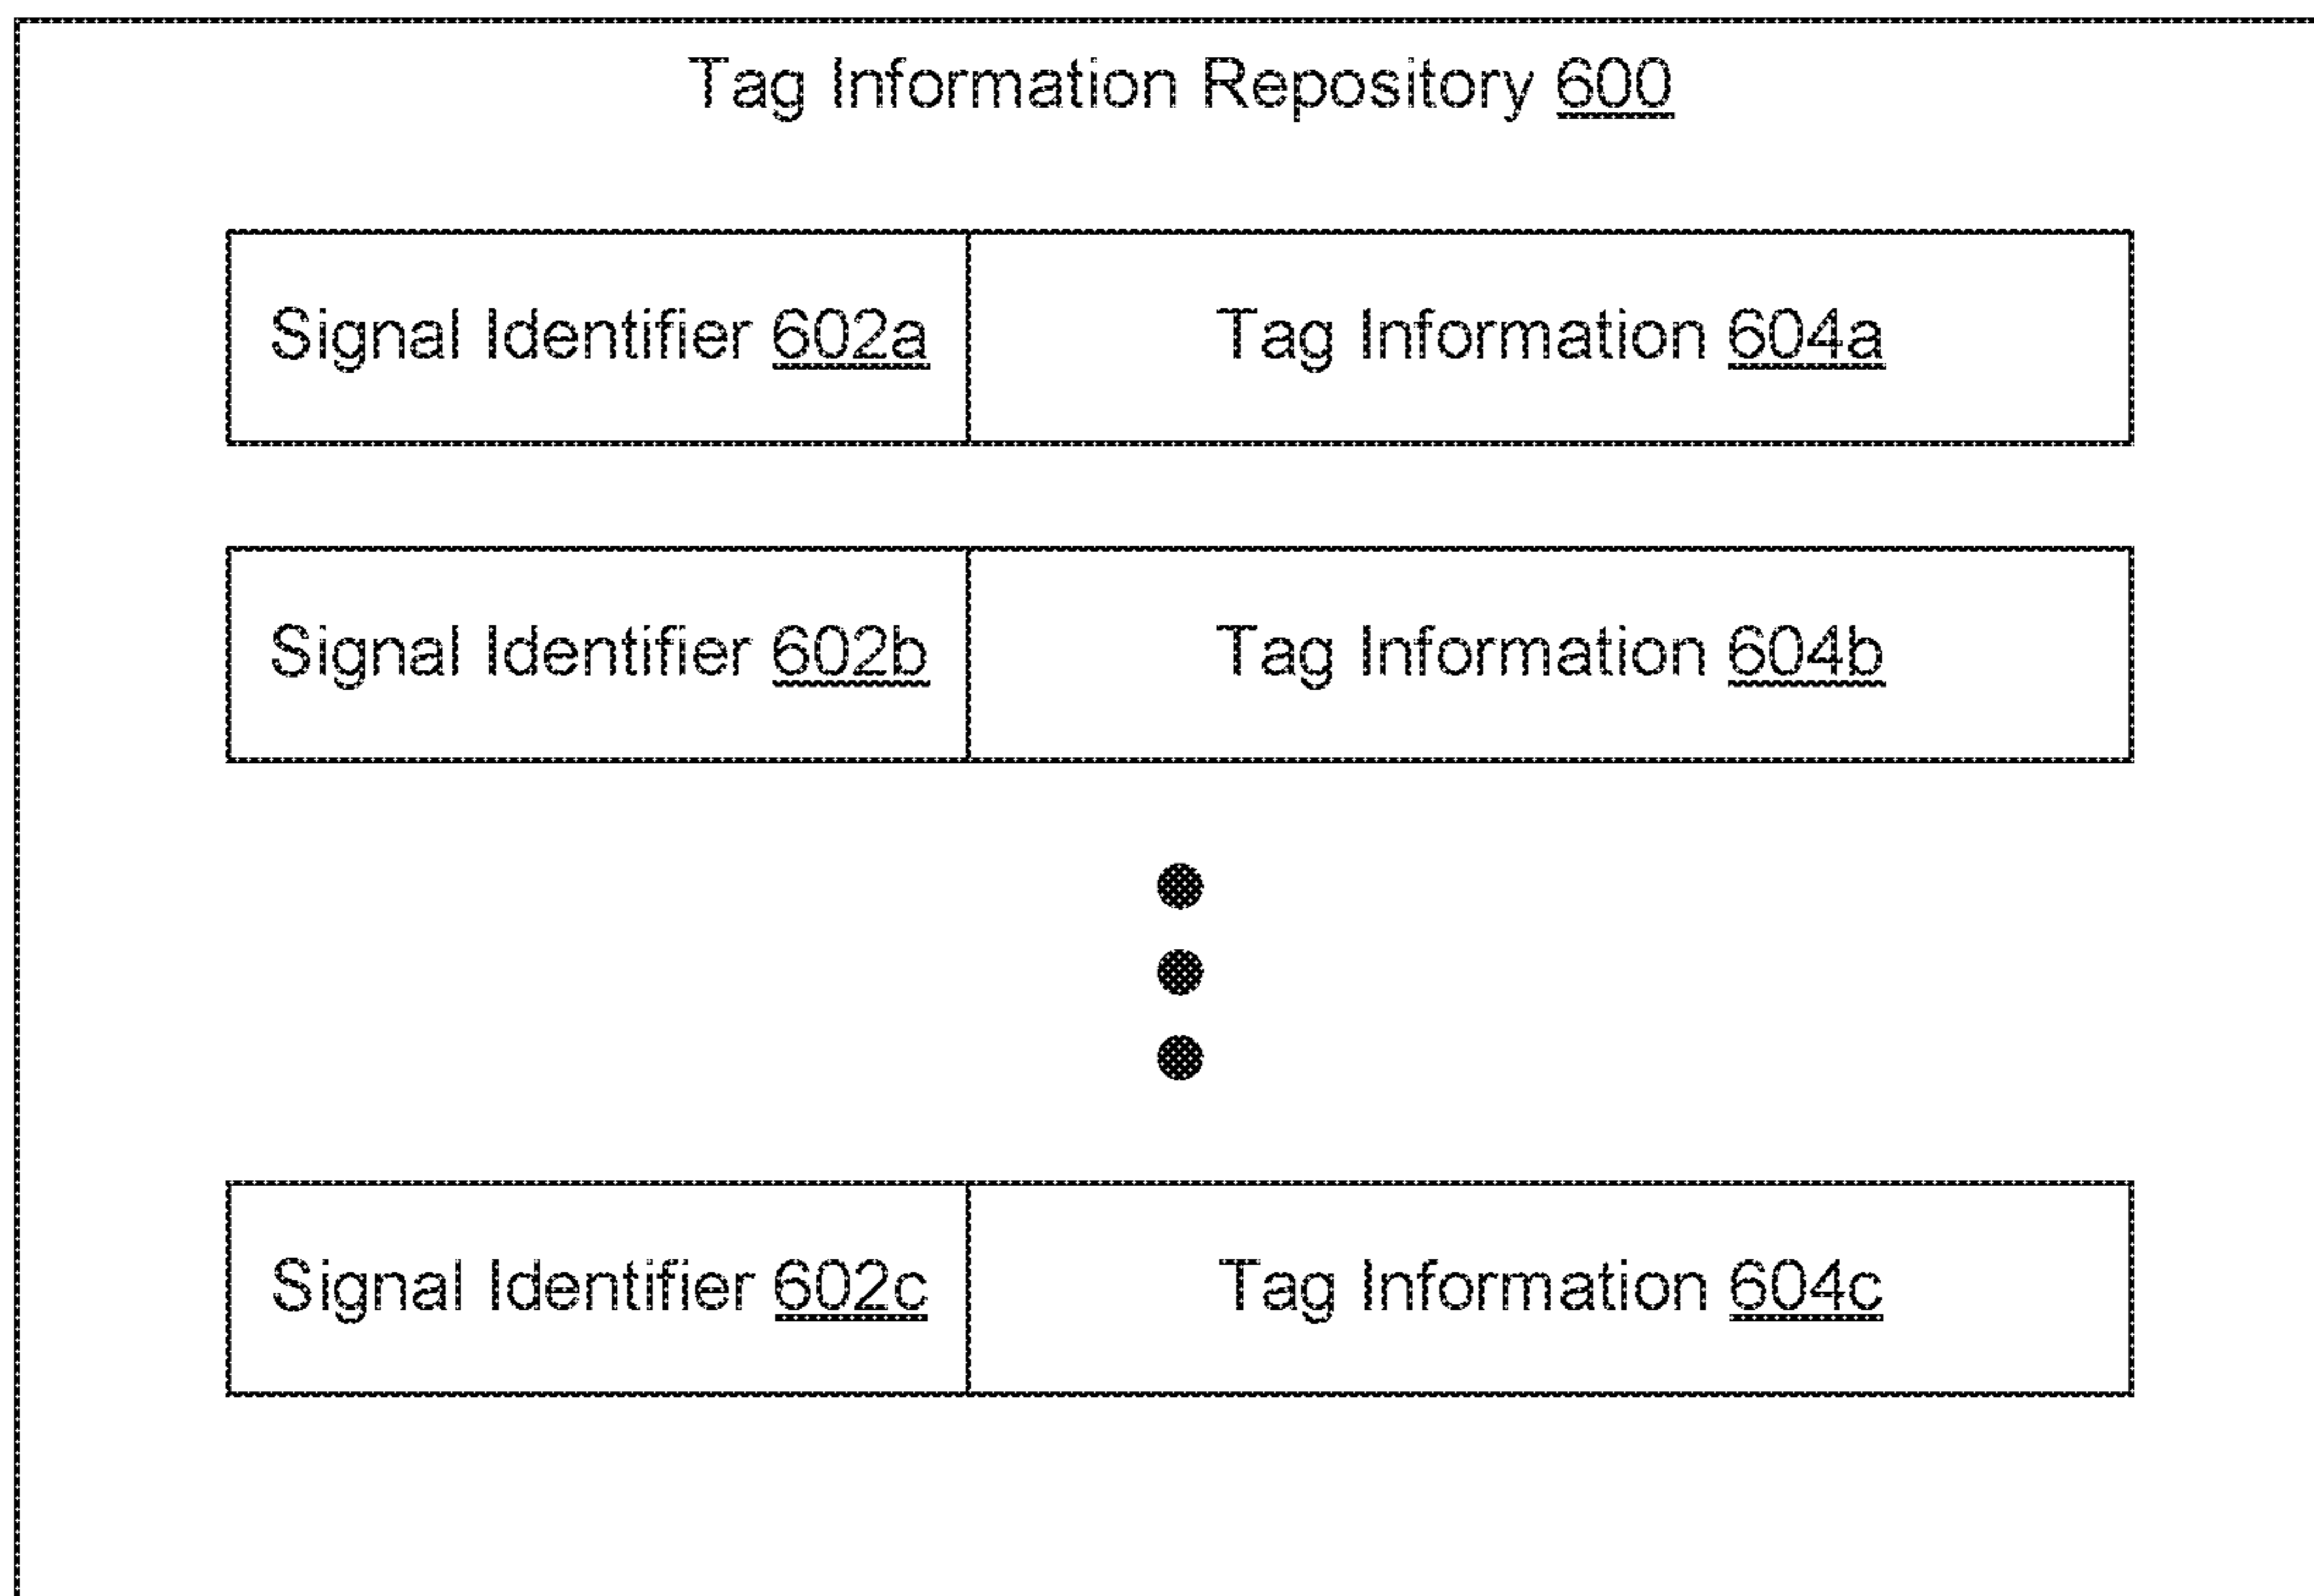 Tag Information Repository 600
Signal Identifier 602a Tag Information 604a
Signal Identifier 602b Tag Information 604b
Signal Identifier 602c Tag Information 604c